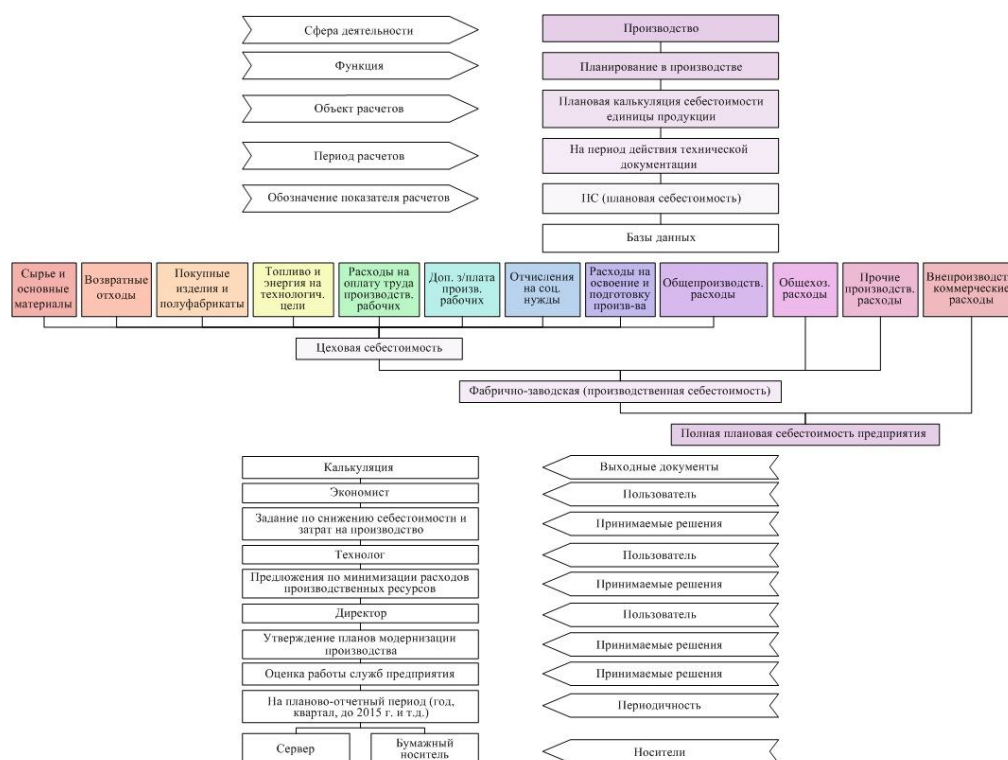 Сфера деятельности
Производство
Функция
Планирование в производстве
Объект расчетов
Плановая калькуляция себестоимости
единицы продукции
Период расчетов
На период действия технической
документации
Обозначение показателя расчетов
ПС (плановая себестоимость)
Базы данных
Сырье и
основные
материалы
Возвратные
отходы
Покупные
изделия и
полуфабрикаты
Топливо и
энергия на
технологич.
цели
Расходы на
оплату труда
производств.
рабочих
Доп. з/плата
произв.
рабочих
Отчисления
на соц.
нужды
Расходы на
освоение и
подготовку
произв-ва
Общепроизводств.
расходы
Общехоз.
расходы
Прочие
производств.
расходы
Внепроизводств.
коммерческие
расходы
Цеховая себестоимость
Фабрично-заводская (производственная себестоимость)
Полная плановая себестоимость предприятия
Калькуляция
Выходные документы
Экономист
Пользователь
Задание по снижению себестоимости и
затрат на производство
Принимаемые решения
Технолог
Пользователь
Предложения по минимизации расходов
производственных ресурсов
Принимаемые решения
Директор
Пользователь
Утверждение планов модернизации
производства
Принимаемые решения
Оценка работы служб предприятия
Принимаемые решения
На планово-отчетный период (год,
квартал, до 2015 г. и т.д.)
Периодичность
Сервер
Бумажный
носитель
Носители